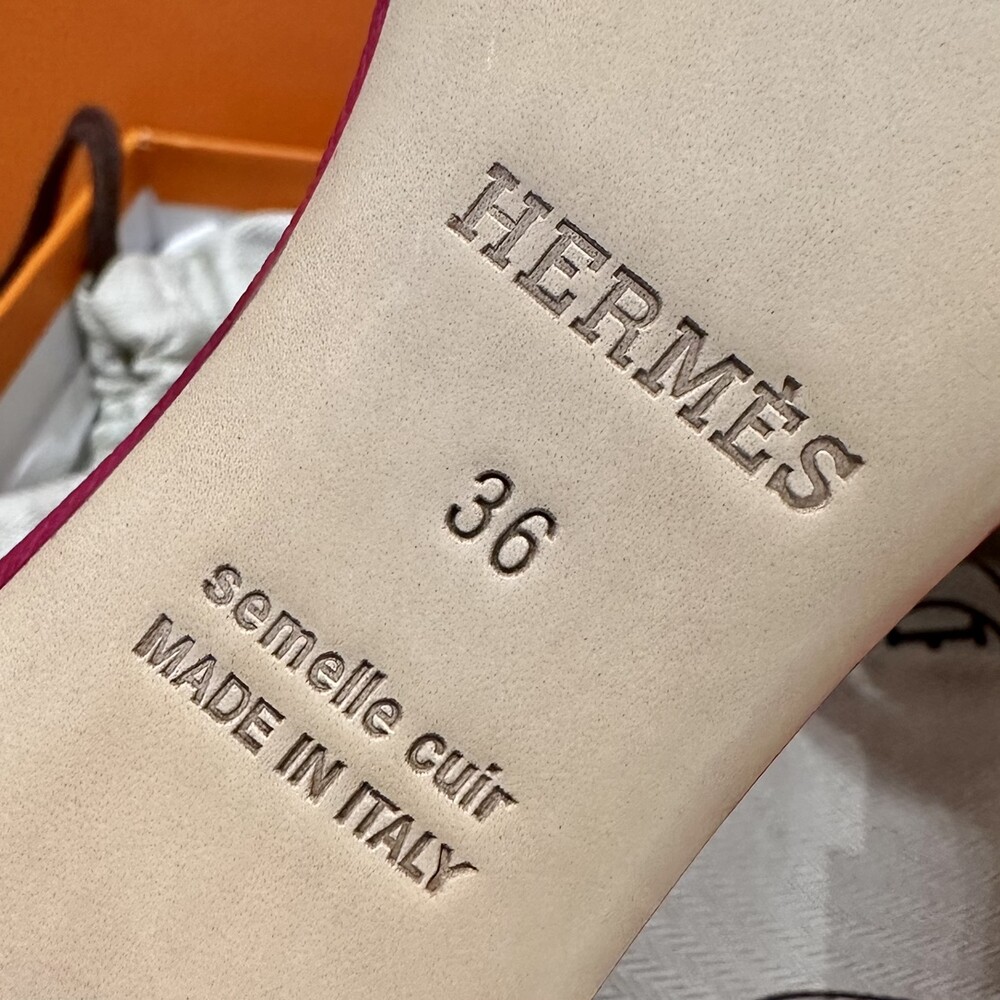 HERMÈS
36
semelle cuir
MADE IN ITALY